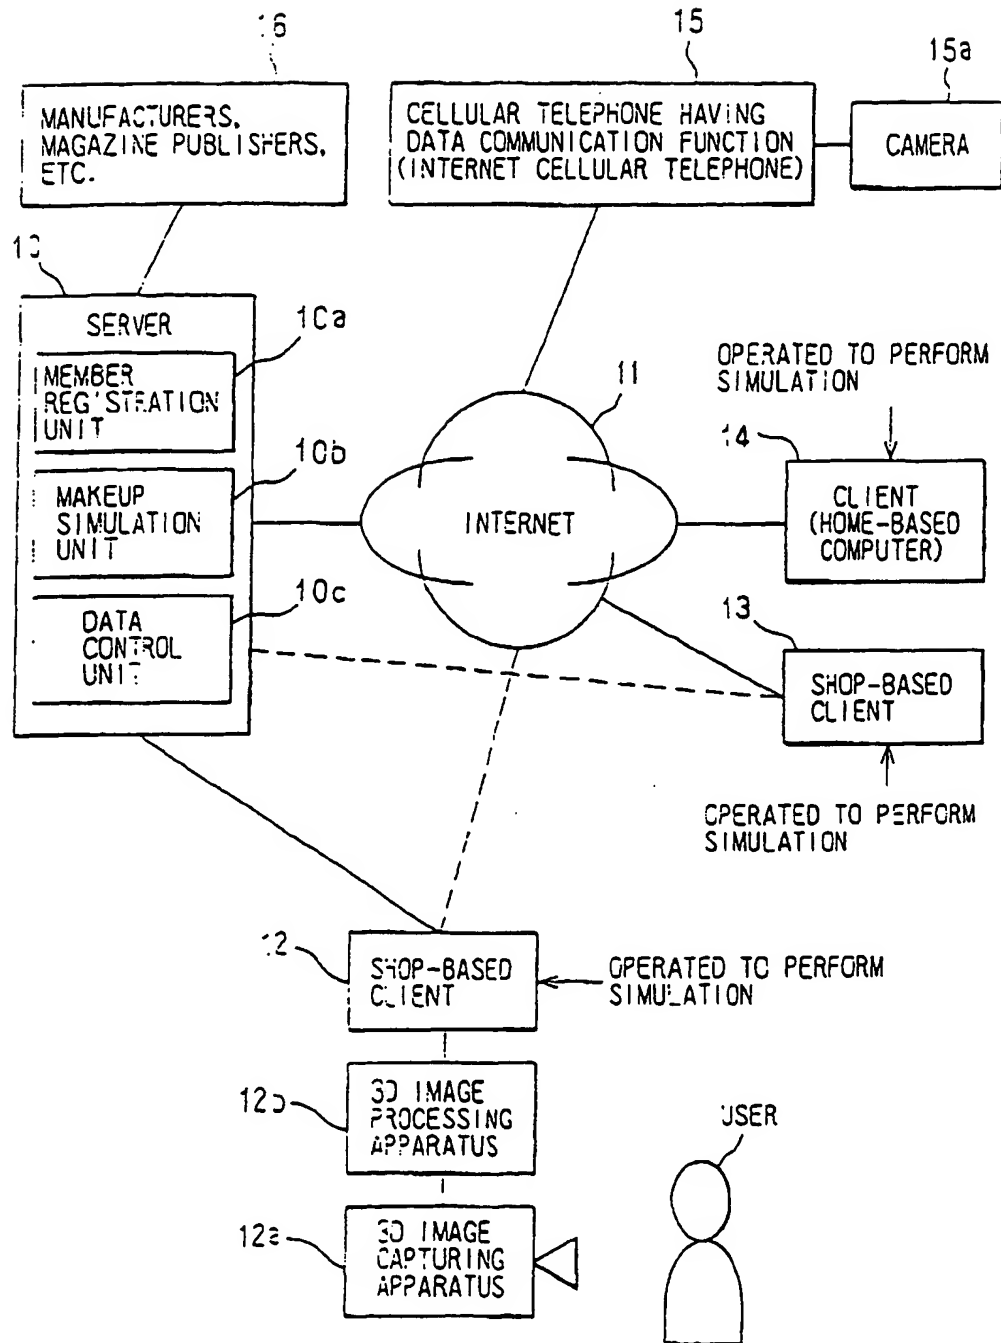 16
MANUFACTURERS,
MAGAZINE PUBLISHERS,
ETC.
15
CELLULAR TELEPHONE HAVING
DATA COMMUNICATION FUNCTION
(INTERNET CELLULAR TELEPHONE)
15a
CAMERA
10
SERVER
10a
MEMBER
REGISTRATION
UNIT
10b
MAKEUP
SIMULATION
UNIT
10c
DATA
CONTROL
UNIT
11
INTERNET
OPERATED TO PERFORM
SIMULATION
14
CLIENT
(HOME-BASED
COMPUTER)
13
SHOP-BASED
CLIENT
OPERATED TO PERFORM
SIMULATION
12
SHOP-BASED
CLIENT
OPERATED TO PERFORM
SIMULATION
12b
3D IMAGE
PROCESSING
APPARATUS
12a
3D IMAGE
CAPTURING
APPARATUS
USER